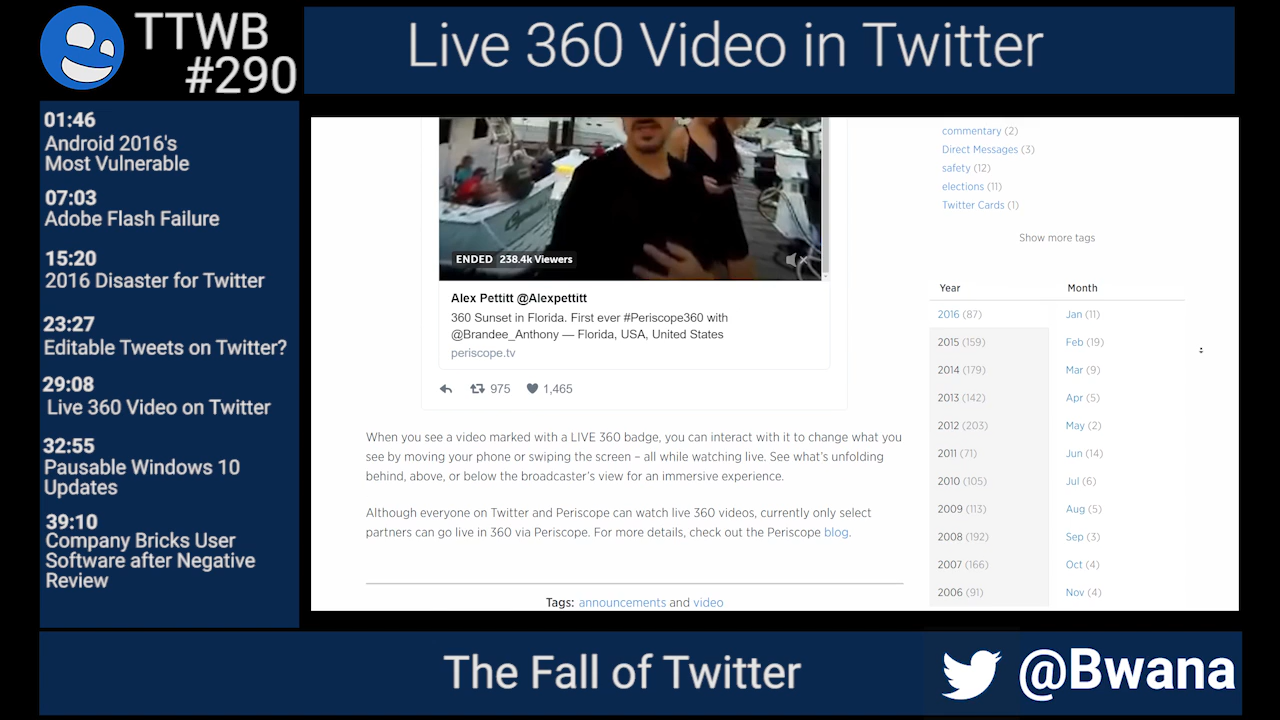 TTWB
#290
Live 360 Video in Twitter
01:46
Android 2016's
Most Vulnerable
07:03
Adobe Flash Failure
15:20
2016 Disaster for Twitter
23:27
Editable Tweets on Twitter?
29:08
Live 360 Video on Twitter
32:55
Pausable Windows 10
Updates
39:10
Company Bricks User
Software after Negative
Review
ENDED 238.4k Viewers
Alex Pettitt @Alexpettitt
360 Sunset in Florida. First ever #Periscope360 with
@Brandee_Anthony — Florida, USA, United States
periscope.tv
975 1,465
When you see a video marked with a LIVE 360 badge, you can interact with it to change what you
see by moving your phone or swiping the screen – all while watching live. See what's unfolding
behind, above, or below the broadcaster's view for an immersive experience.
Although everyone on Twitter and Periscope can watch live 360 videos, currently only select
partners can go live in 360 via Periscope. For more details, check out the Periscope blog.
Tags: announcements and video
commentary (2)
Direct Messages (3)
safety (12)
elections (11)
Twitter Cards (1)
Show more tags
Year Month
2016 (87) Jan (11)
2015 (159) Feb (19)
2014 (179) Mar (9)
2013 (142) Apr (5)
2012 (203) May (2)
2011 (71) Jun (14)
2010 (105) Jul (6)
2009 (113) Aug (5)
2008 (192) Sep (3)
2007 (166) Oct (4)
2006 (91) Nov (4)
The Fall of Twitter
@Bwana